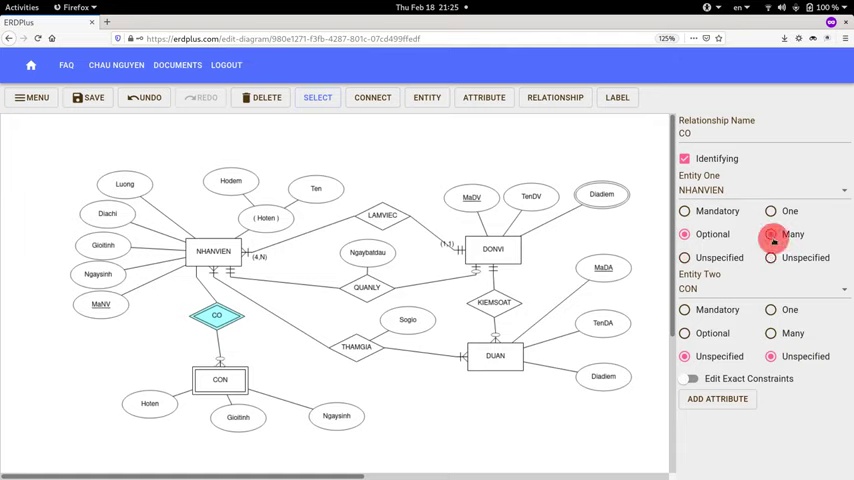 Activities
Firefox
Thu Feb 18 21:25
en
100 %
ERDPlus
https://erdplus.com/edit-diagram/980e1271-f3fb-4287-801c-07cd499ffedf
125%
FAQ
CHAU NGUYEN
DOCUMENTS
LOGOUT
MENU
SAVE
UNDO
REDO
DELETE
SELECT
CONNECT
ENTITY
ATTRIBUTE
RELATIONSHIP
LABEL
Relationship Name
CO
Identifying
Entity One
NHANVIEN
Mandatory
One
Optional
Many
Unspecified
Unspecified
Entity Two
CON
Mandatory
One
Optional
Many
Unspecified
Unspecified
Edit Exact Constraints
ADD ATTRIBUTE
Luong
Hodem
Ten
Diachi
( Hoten )
LAMVIEC
MaDV
TenDV
Diadiem
Gioitinh
NHANVIEN
(4,N)
(1,1)
DONVI
Ngaybatdau
Ngaysinh
MaDA
MaNV
QUANLY
KIEMSOAT
CO
Sogio
TenDA
THAMGIA
DUAN
CON
Diadiem
Hoten
Gioitinh
Ngaysinh